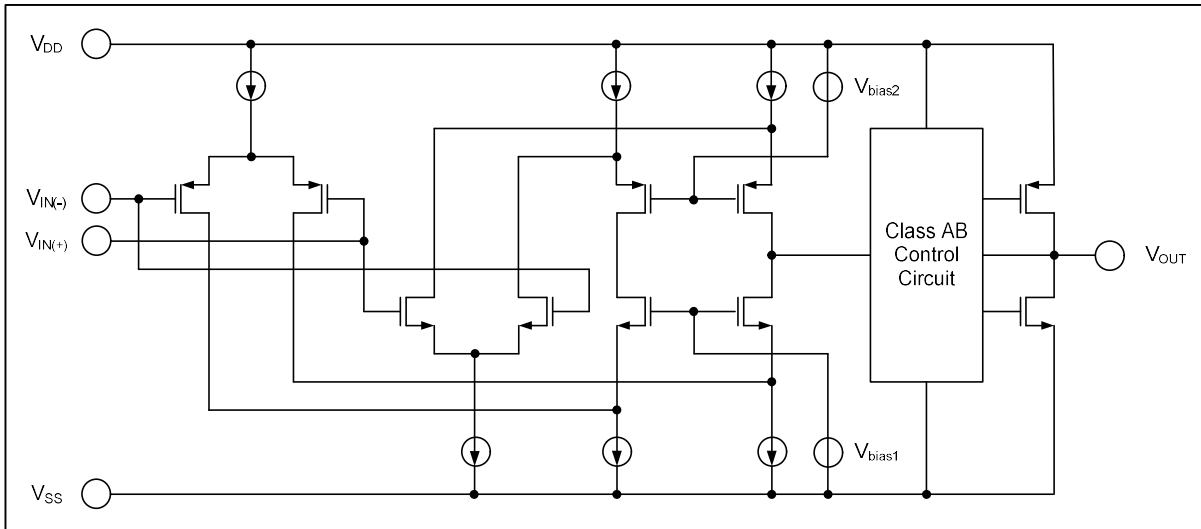 VDD
Vbias2
VIN(-)
VIN(+)
Class AB
Control
Circuit
VOUT
Vbias1
VSS